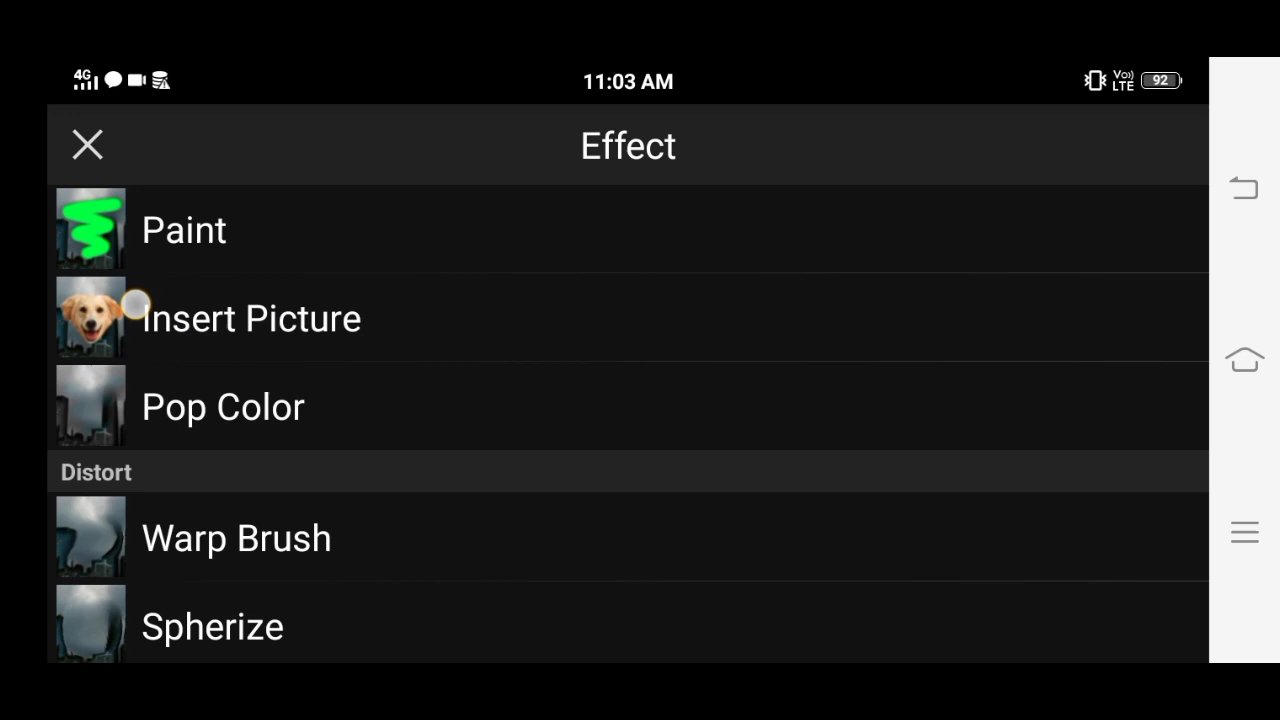 4G 11:03 AM Vo)) LTE 92
Effect
Paint
Insert Picture
Pop Color
Distort
Warp Brush
Spherize